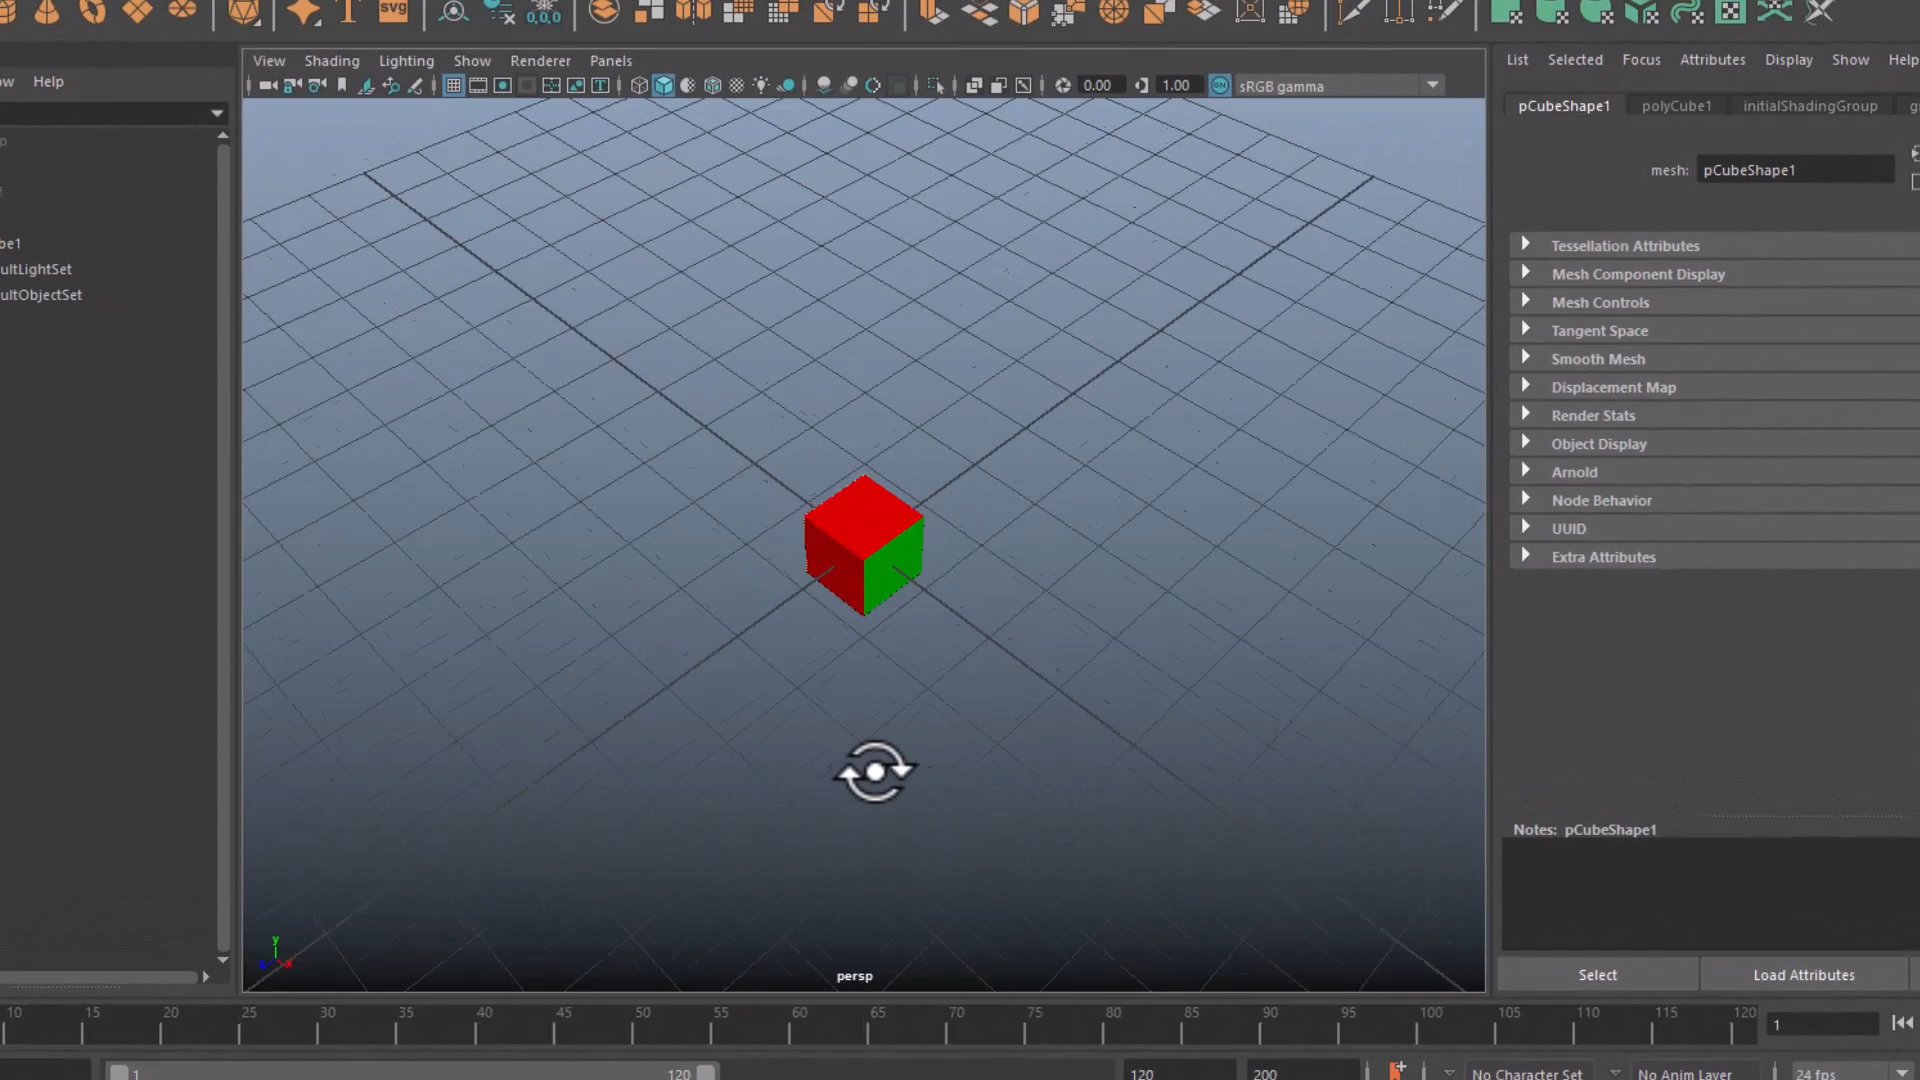 svg
0,0,0
View Shading Lighting Show Renderer Panels
0.00 1.00 ON sRGB gamma
Help
be1
ultLightSet
ultObjectSet
List Selected Focus Attributes Display Show Help
pCubeShape1 polyCube1 initialShadingGroup
mesh: pCubeShape1
Tessellation Attributes
Mesh Component Display
Mesh Controls
Tangent Space
Smooth Mesh
Displacement Map
Render Stats
Object Display
Arnold
Node Behavior
UUID
Extra Attributes
Notes: pCubeShape1
Select Load Attributes
y
x
persp
10 15 20 25 30 35 40 45 50 55 60 65 70 75 80 85 90 95 100 105 110 115 120 1
1 120 120 200 No Character Set No Anim Layer 24 fps